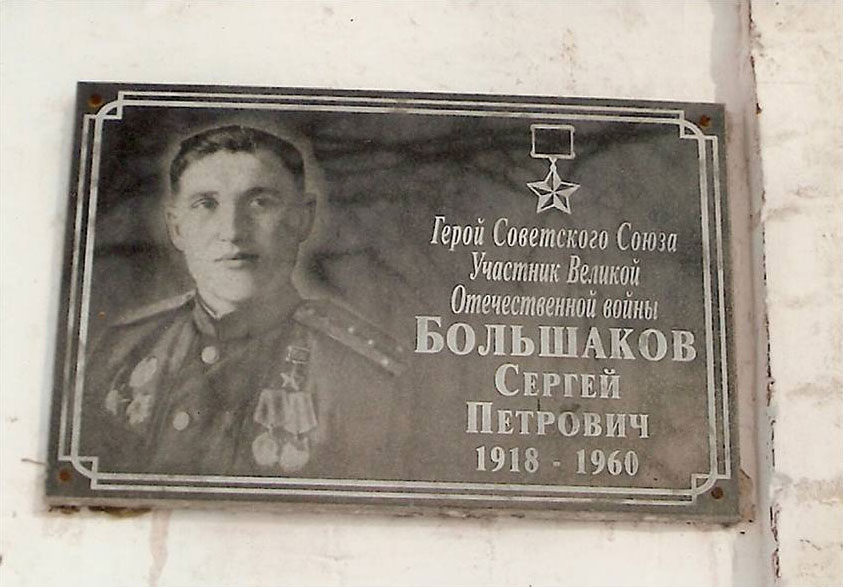 Герой Советского Союза
Участник Великой
Отечественной войны
БОЛЬШАКОВ
СЕРГЕЙ
ПЕТРОВИЧ
1918 - 1960